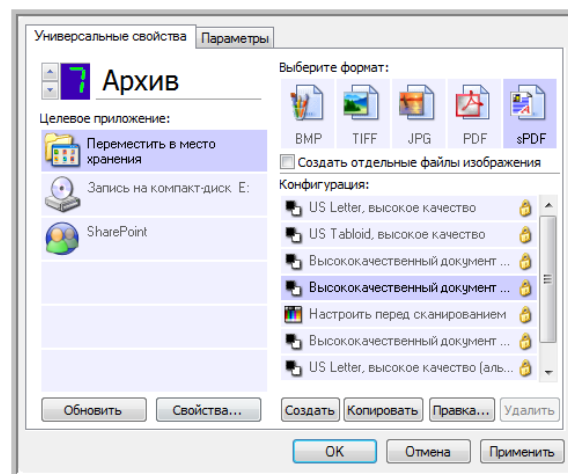 Универсальные свойства Параметры
7 Архив
Целевое приложение:
Переместить в место
хранения
Запись на компакт-диск E:
SharePoint
Обновить Свойства...
Выберите формат:
BMP TIFF JPG PDF sPDF
Создать отдельные файлы изображения
Конфигурация:
US Letter, высокое качество
US Tabloid, высокое качество
Высококачественный документ ...
Высококачественный документ ...
Настроить перед сканированием
Высококачественный документ ...
US Letter, высокое качество (аль...
Создать Копировать Правка... Удалить
OK Отмена Применить